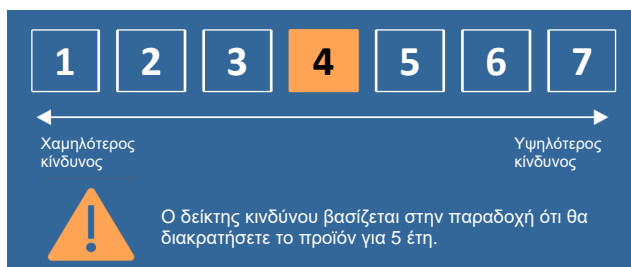 1 2 3 4 5 6 7
Χαμηλότερος
κίνδυνος
Υψηλότερος
κίνδυνος
Ο δείκτης κινδύνου βασίζεται στην παραδοχή ότι θα
διακρατήσετε το προϊόν για 5 έτη.